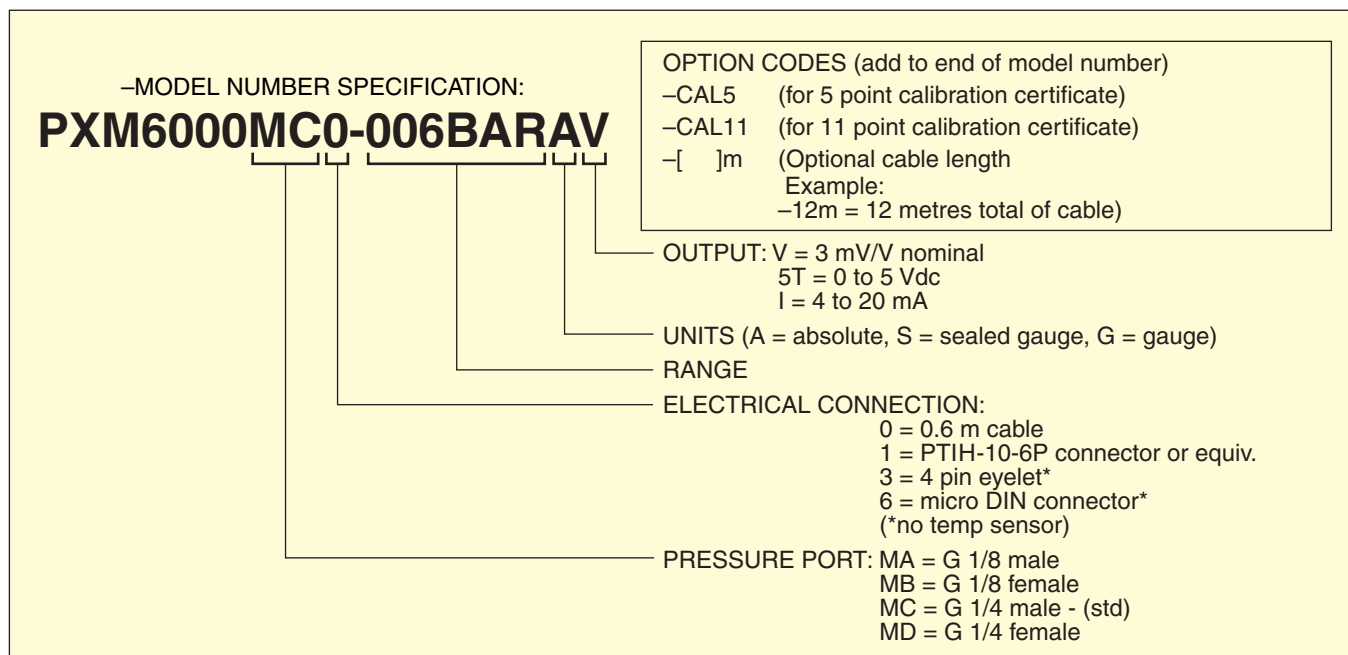 –MODEL NUMBER SPECIFICATION:
PXM6000MC0-006BARAV
OPTION CODES (add to end of model number)
–CAL5 (for 5 point calibration certificate)
–CAL11 (for 11 point calibration certificate)
–[ ]m (Optional cable length
Example:
–12m = 12 metres total of cable)
OUTPUT: V = 3 mV/V nominal
5T = 0 to 5 Vdc
I = 4 to 20 mA
UNITS (A = absolute, S = sealed gauge, G = gauge)
RANGE
ELECTRICAL CONNECTION:
0 = 0.6 m cable
1 = PTIH-10-6P connector or equiv.
3 = 4 pin eyelet*
6 = micro DIN connector*
(*no temp sensor)
PRESSURE PORT: MA = G 1/8 male
MB = G 1/8 female
MC = G 1/4 male - (std)
MD = G 1/4 female